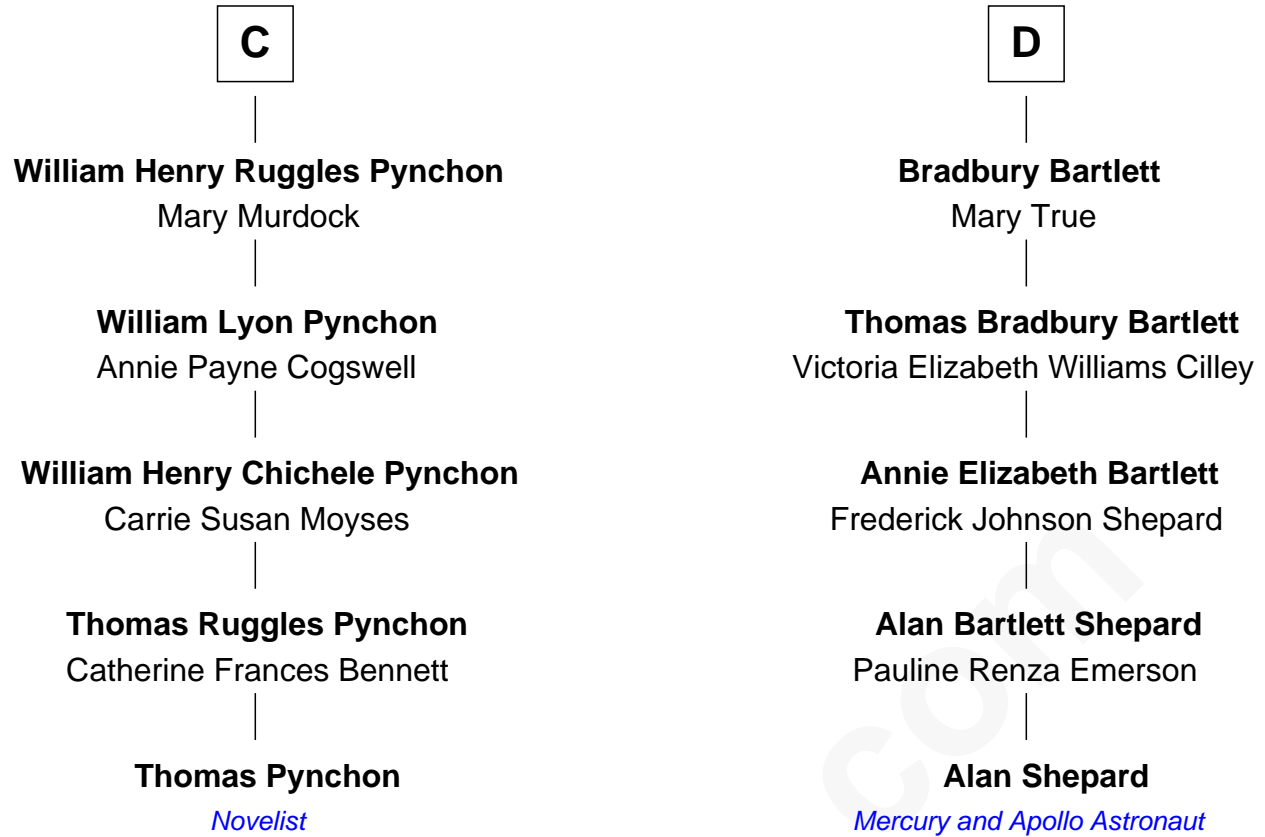 C
William Henry Ruggles Pynchon
Mary Murdock
William Lyon Pynchon
Annie Payne Cogswell
William Henry Chichele Pynchon
Carrie Susan Moyses
Thomas Ruggles Pynchon
Catherine Frances Bennett
Thomas Pynchon
Novelist
D
Bradbury Bartlett
Mary True
Thomas Bradbury Bartlett
Victoria Elizabeth Williams Cilley
Annie Elizabeth Bartlett
Frederick Johnson Shepard
Alan Bartlett Shepard
Pauline Renza Emerson
Alan Shepard
Mercury and Apollo Astronaut
com